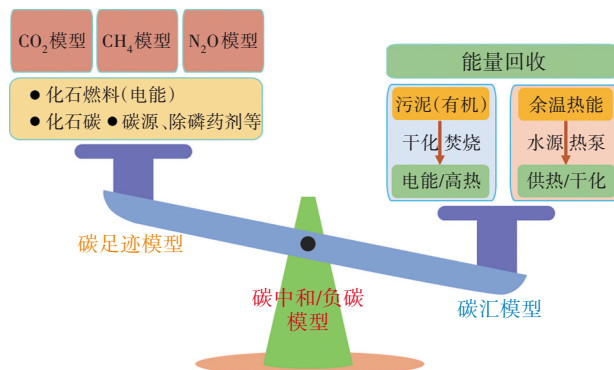 CO₂模型
CH₄模型
N₂O模型
● 化石燃料(电能)
● 化石碳 ● 碳源、除磷药剂等
碳足迹模型
能量回收
污泥(有机)
干化 焚烧
电能/高热
余温热能
水源 热泵
供热/干化
碳中和/负碳
模型
碳汇模型